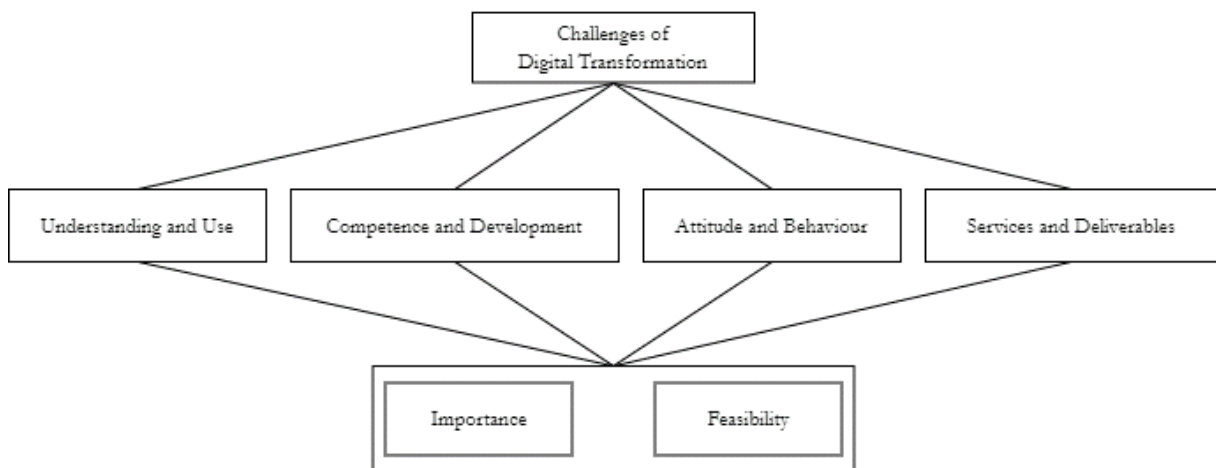 Challenges of
Digital Transformation
Understanding and Use
Competence and Development
Attitude and Behaviour
Services and Deliverables
Importance
Feasibility